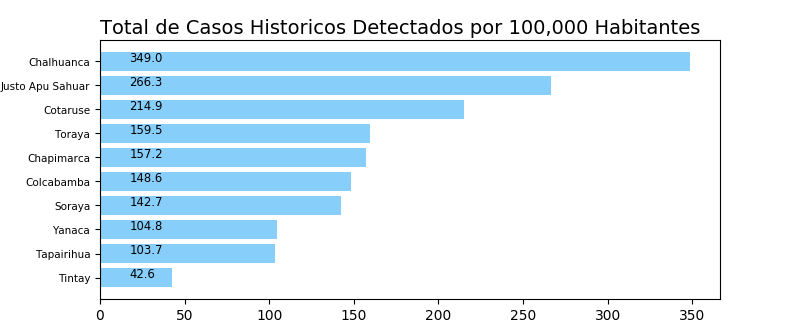 Total de Casos Historicos Detectados por 100,000 Habitantes
Chalhuanca 349.0
Justo Apu Sahuar 266.3
Cotaruse 214.9
Toraya 159.5
Chapimarca 157.2
Colcabamba 148.6
Soraya 142.7
Yanaca 104.8
Tapairihua 103.7
Tintay 42.6
0 50 100 150 200 250 300 350